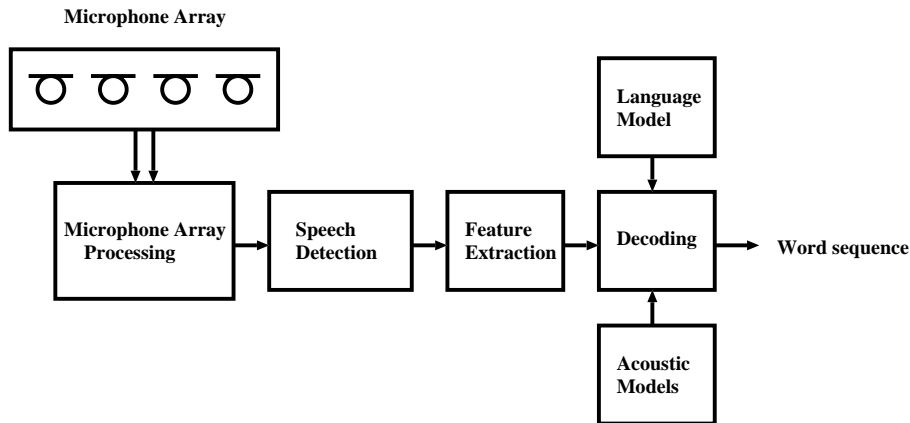 Microphone Array
Language
Model
Microphone Array
Processing
Speech
Detection
Feature
Extraction
Decoding
Word sequence
Acoustic
Models